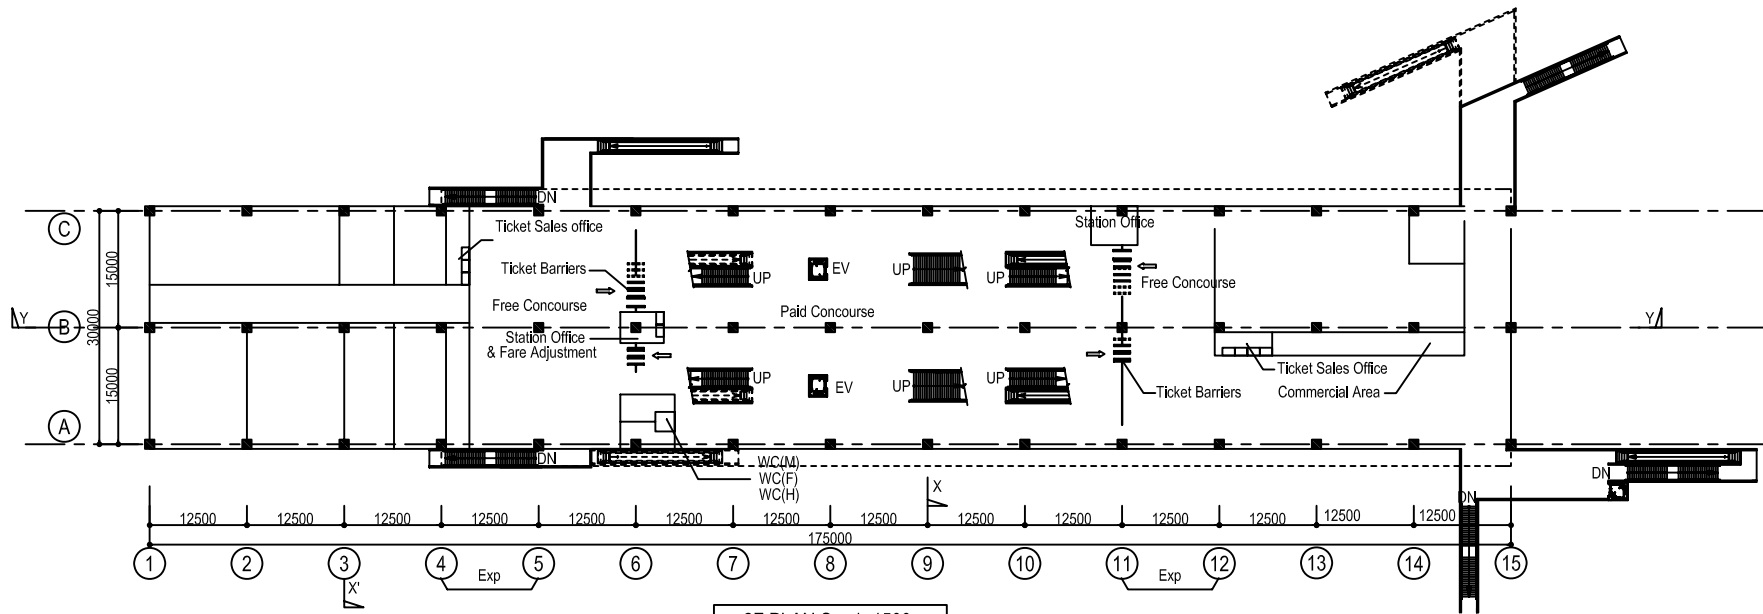 DN
C
Ticket Sales office
Station Office
15000
Ticket Barriers
UP
EV
UP
UP
Free Concourse
Free Concourse
Paid Concourse
Y
B
30000
Y
Station Office
& Fare Adjustment
Ticket Sales Office
15000
UP
EV
UP
UP
Ticket Barriers
Commercial Area
A
DN
WC(M)
WC(F)
WC(H)
DN
X
DN
12500
12500
12500
12500
12500
12500
12500
12500
12500
12500
12500
12500
12500
12500
175000
1
2
3
4
5
6
7
8
9
10
11
12
13
14
15
X'
Exp
Exp